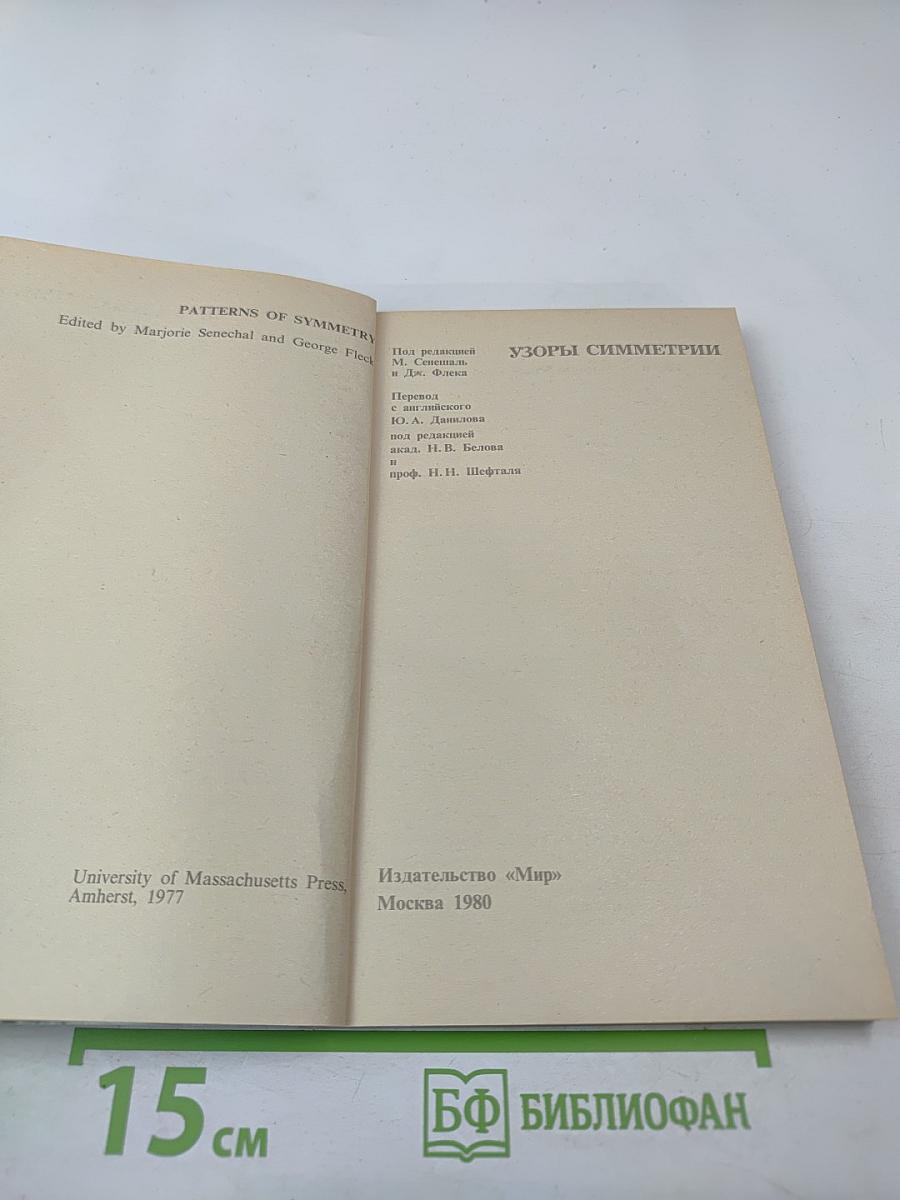 PATTERNS OF SYMMETRY
Edited by Marjorie Senechal and George Fleck
University of Massachusetts Press,
Amherst, 1977
Под редакцией
М. Сенешаль
и Дж. Флека
УЗОРЫ СИММЕТРИИ
Перевод
с английского
Ю. А. Данилова
под редакцией
акад. Н. В. Белова
и
проф. Н. Н. Шефталя
Издательство «Мир»
Москва 1980
15 см
БФ БИБЛИОФАН